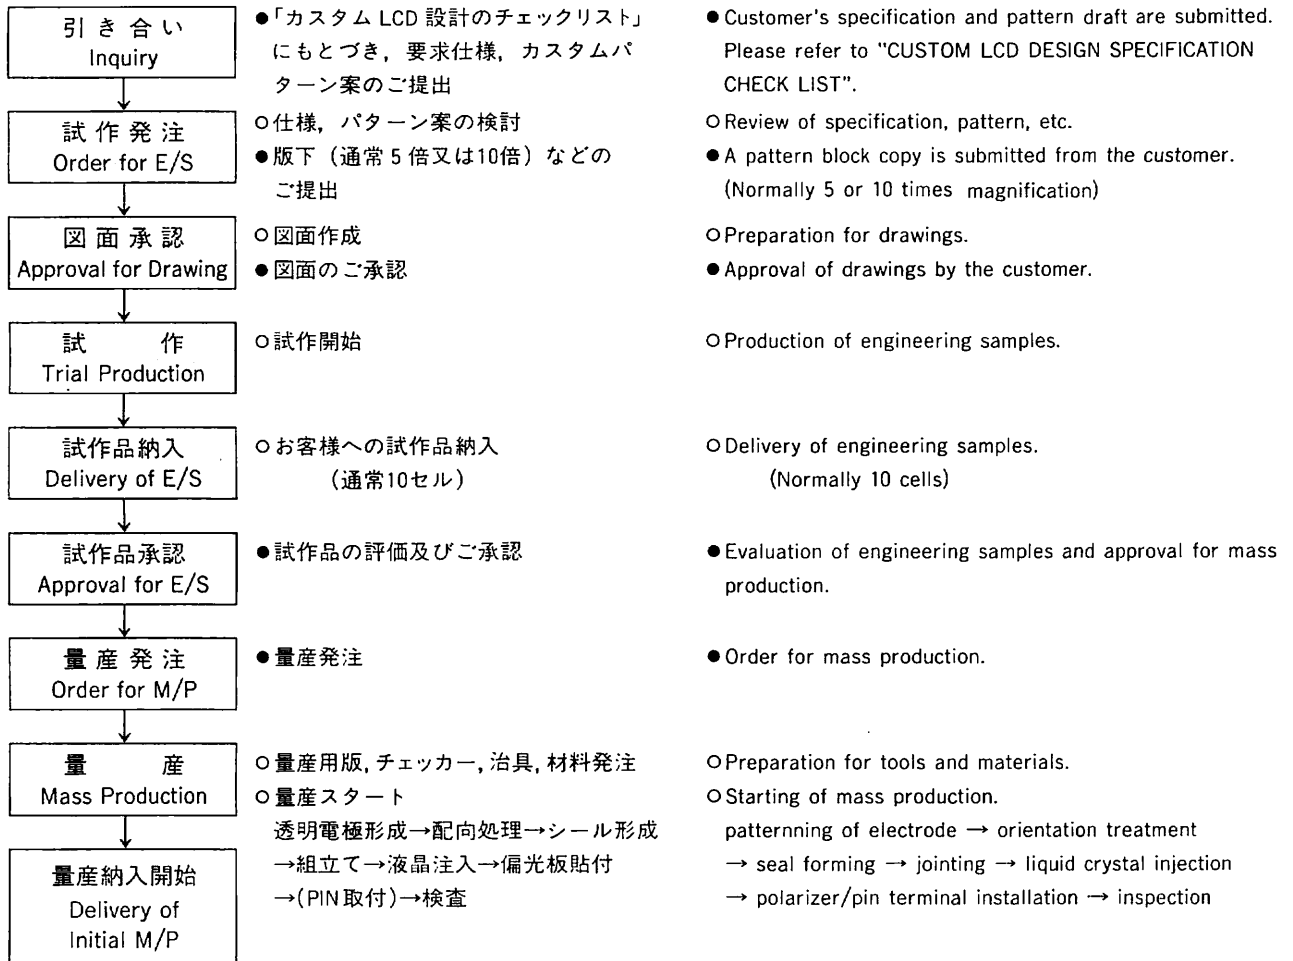 引き合い
Inquiry
●「カスタム LCD 設計のチェックリスト」
にもとづき，要求仕様，カスタムパ
ターン案のご提出
● Customer's specification and pattern draft are submitted.
Please refer to "CUSTOM LCD DESIGN SPECIFICATION
CHECK LIST".
試作発注
Order for E/S
○仕様，パターン案の検討
●版下（通常5倍又は10倍）などの
ご提出
○ Review of specification, pattern, etc.
● A pattern block copy is submitted from the customer.
(Normally 5 or 10 times magnification)
図面承認
Approval for Drawing
○図面作成
●図面のご承認
○ Preparation for drawings.
● Approval of drawings by the customer.
試　作
Trial Production
○試作開始
○ Production of engineering samples.
試作品納入
Delivery of E/S
○お客様への試作品納入
（通常10セル）
○ Delivery of engineering samples.
(Normally 10 cells)
試作品承認
Approval for E/S
●試作品の評価及びご承認
● Evaluation of engineering samples and approval for mass
production.
量産発注
Order for M/P
●量産発注
● Order for mass production.
量　産
Mass Production
○量産用版,チェッカー,治具,材料発注
○量産スタート
透明電極形成→配向処理→シール形成
→組立て→液晶注入→偏光板貼付
→(PIN取付)→検査
○ Preparation for tools and materials.
○ Starting of mass production.
patternning of electrode → orientation treatment
→ seal forming → jointing → liquid crystal injection
→ polarizer/pin terminal installation → inspection
量産納入開始
Delivery of
Initial M/P